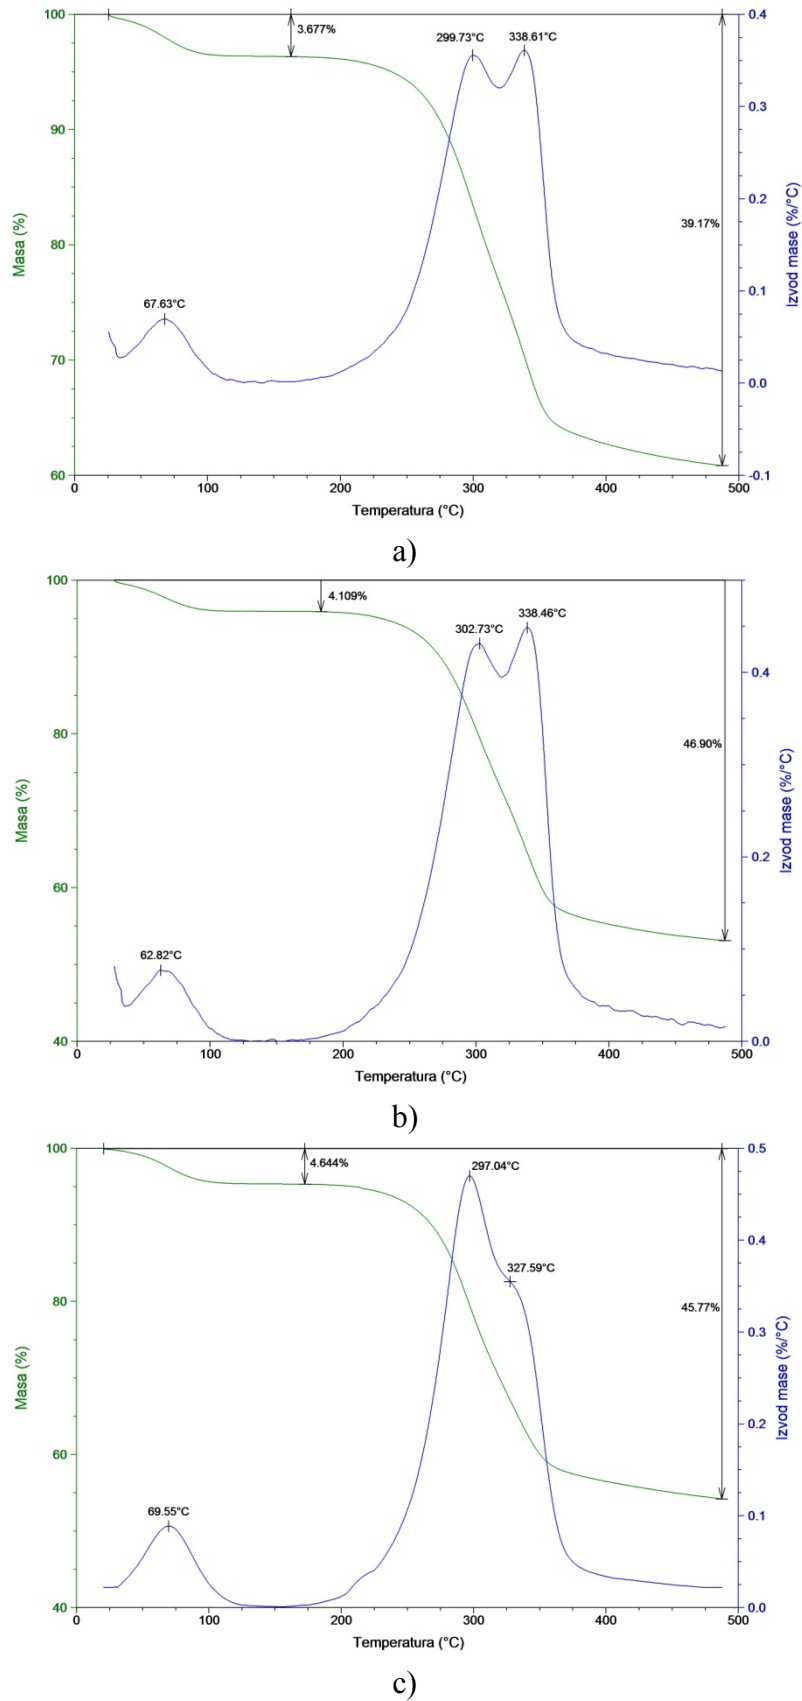 100
90
80
70
60
Masa (%)
3.677%
67.63°C
299.73°C
338.61°C
39.17%
0.4
0.3
0.2
0.1
0.0
-0.1
Izvod mase (%/°C)
0
100
200
300
400
500
Temperatura (°C)
a)
100
80
60
40
Masa (%)
4.109%
62.82°C
302.73°C
338.46°C
46.90%
0.4
0.2
0.0
Izvod mase (%/°C)
0
100
200
300
400
500
Temperatura (°C)
b)
100
80
60
40
Masa (%)
4.644%
69.55°C
297.04°C
327.59°C
45.77%
0.5
0.4
0.3
0.2
0.1
0.0
Izvod mase (%/°C)
0
100
200
300
400
500
Temperatura (°C)
c)